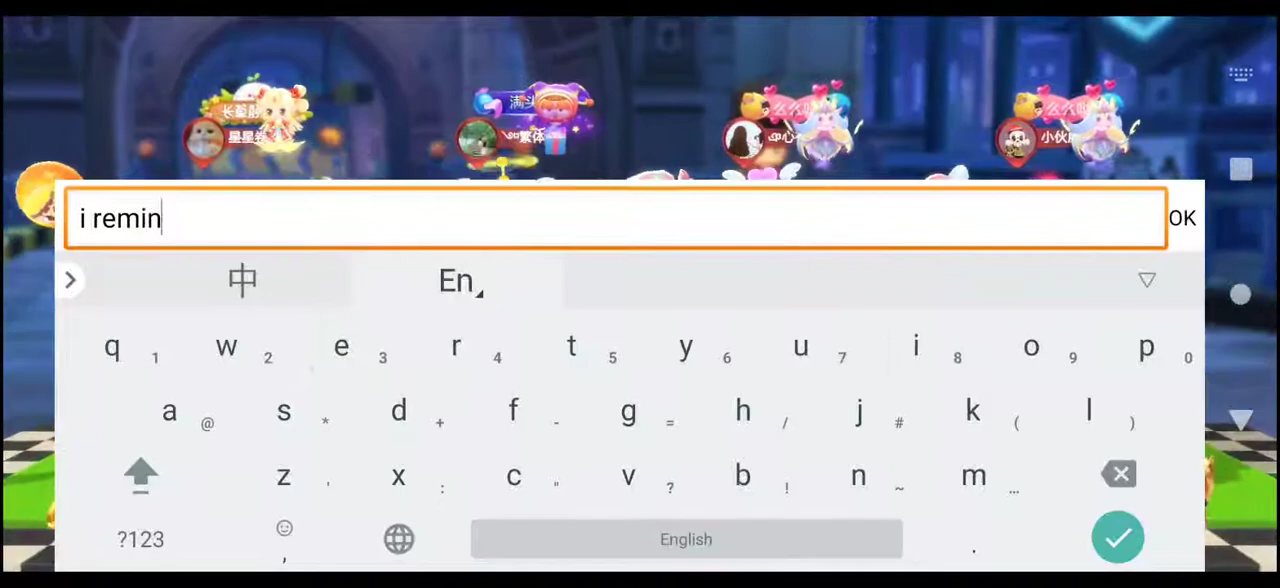 i remin
OK
中
En
q 1 w 2 e 3 r 4 t 5 y 6 u 7 i 8 o 9 p 0
a @ s * d + f - g = h / j # k ( l )
z ' x : c " v ? b ! n ~ m …
?123 , English .